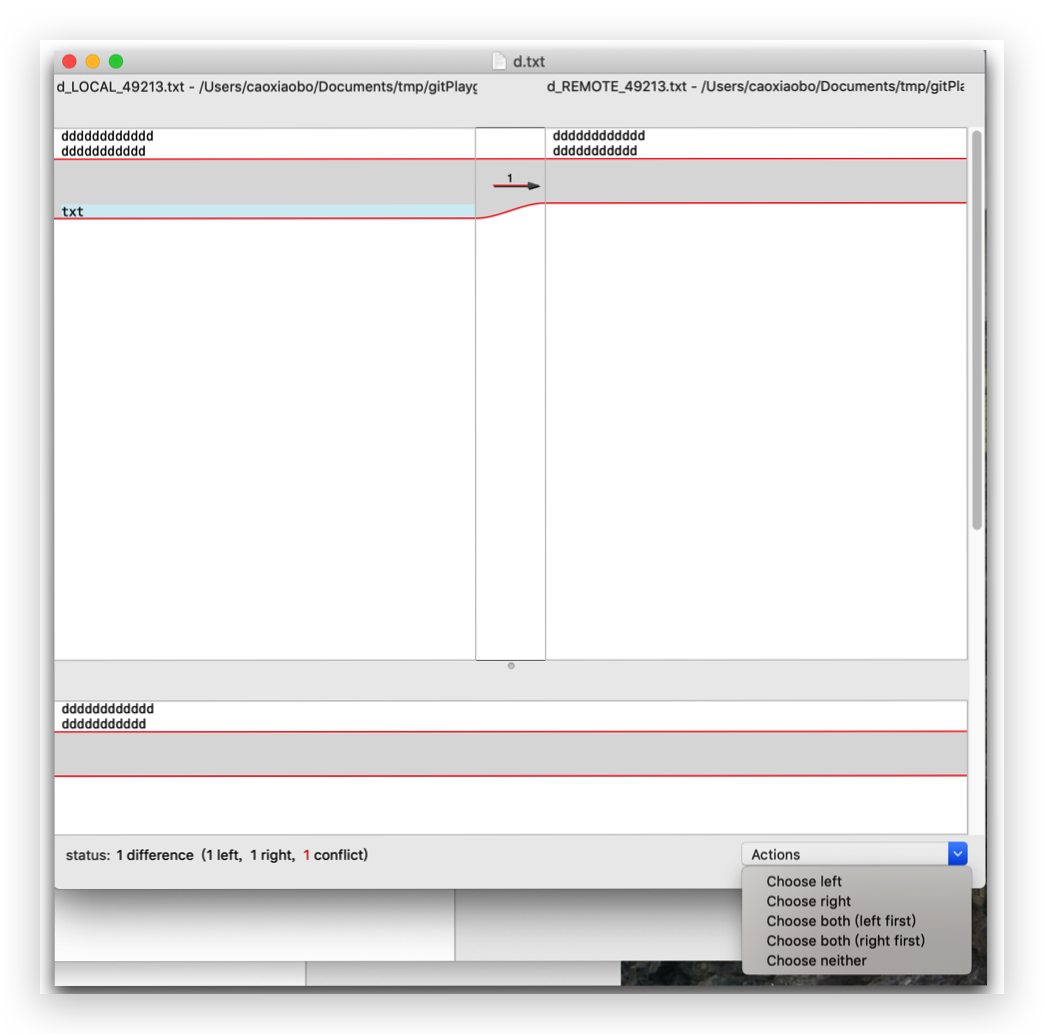 d.txt
d_LOCAL_49213.txt - /Users/caoxiaobo/Documents/tmp/gitPlayg
d_REMOTE_49213.txt - /Users/caoxiaobo/Documents/tmp/gitPla
dddddddddddd
ddddddddddd
txt
1
dddddddddddd
ddddddddddd
dddddddddddd
ddddddddddd
status: 1 difference (1 left, 1 right, 1 conflict)
Actions
Choose left
Choose right
Choose both (left first)
Choose both (right first)
Choose neither